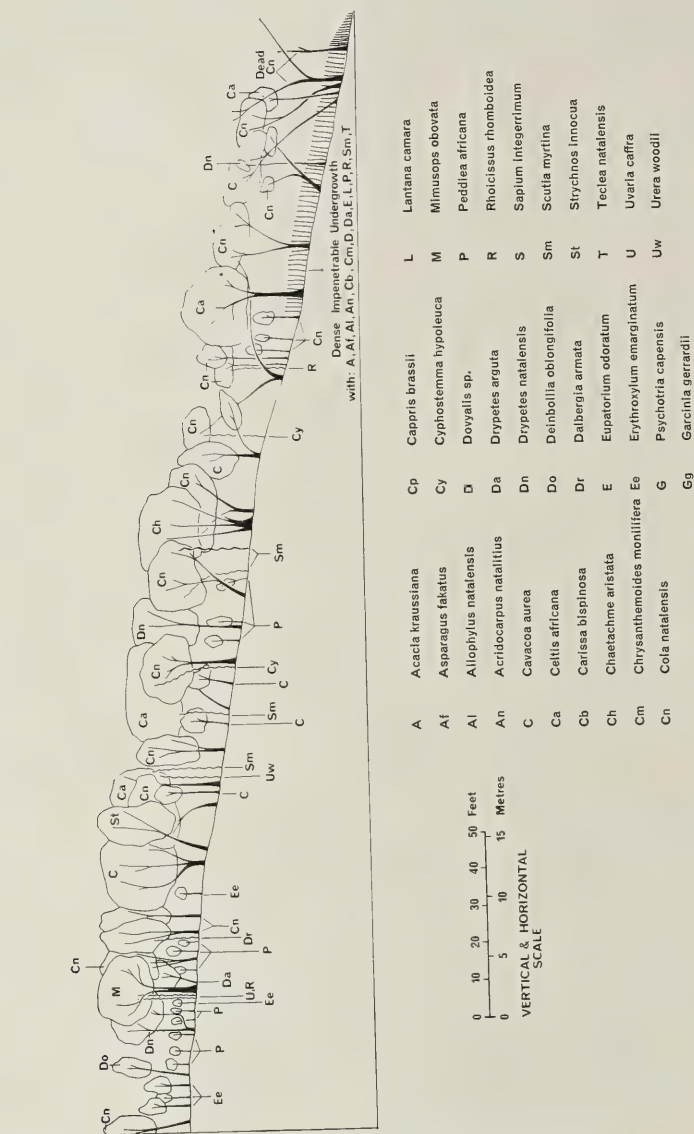 Cn
Do
Cn
M
Dn
C
St
Ca
Cn
Cn
Ca
Cn
Dn
Cn
Ch
Cn
C
Cn
Cn
Ca
Cn
C
Dn
Cn
Cn
Ca
Dead
Cn
Ee
P
P
Ee
U,R
Da
P
Dr
Cn
Ee
C
Uw
Sm
C
Sm
C
Cy
P
Sm
Cy
R
Cn
Dense Impenetrable Undergrowth
with: A, Af, Al, An, Cb, Cm, D, Da, E, L, P, R, Sm, T
0 10 20 30 40 50 Feet
0 5 10 15 Metres
VERTICAL & HORIZONTAL
SCALE
A Acacia kraussiana
Af Asparagus fakatus
Al Allophylus natalensis
An Acridocarpus natalitius
C Cavacoa aurea
Ca Celtis africana
Cb Carissa bispinosa
Ch Chaetachme aristata
Cm Chrysanthemoides monilifera
Cn Cola natalensis
Cp Cappris brassii
Cy Cyphostemma hypoleuca
D Dovyalis sp.
Da Drypetes arguta
Dn Drypetes natalensis
Do Deinbollia oblongifolia
Dr Dalbergia armata
E Eupatorium odoratum
Ee Erythroxylum emarginatum
G Psychotria capensis
Gg Garcinia gerrardii
L Lantana camara
M Mimusops obovata
P Peddiea africana
R Rhoicissus rhomboidea
S Sapium integerrimum
Sm Scutia myrtina
St Strychnos innocua
T Teclea natalensis
U Uvaria caffra
Uw Urera woodii